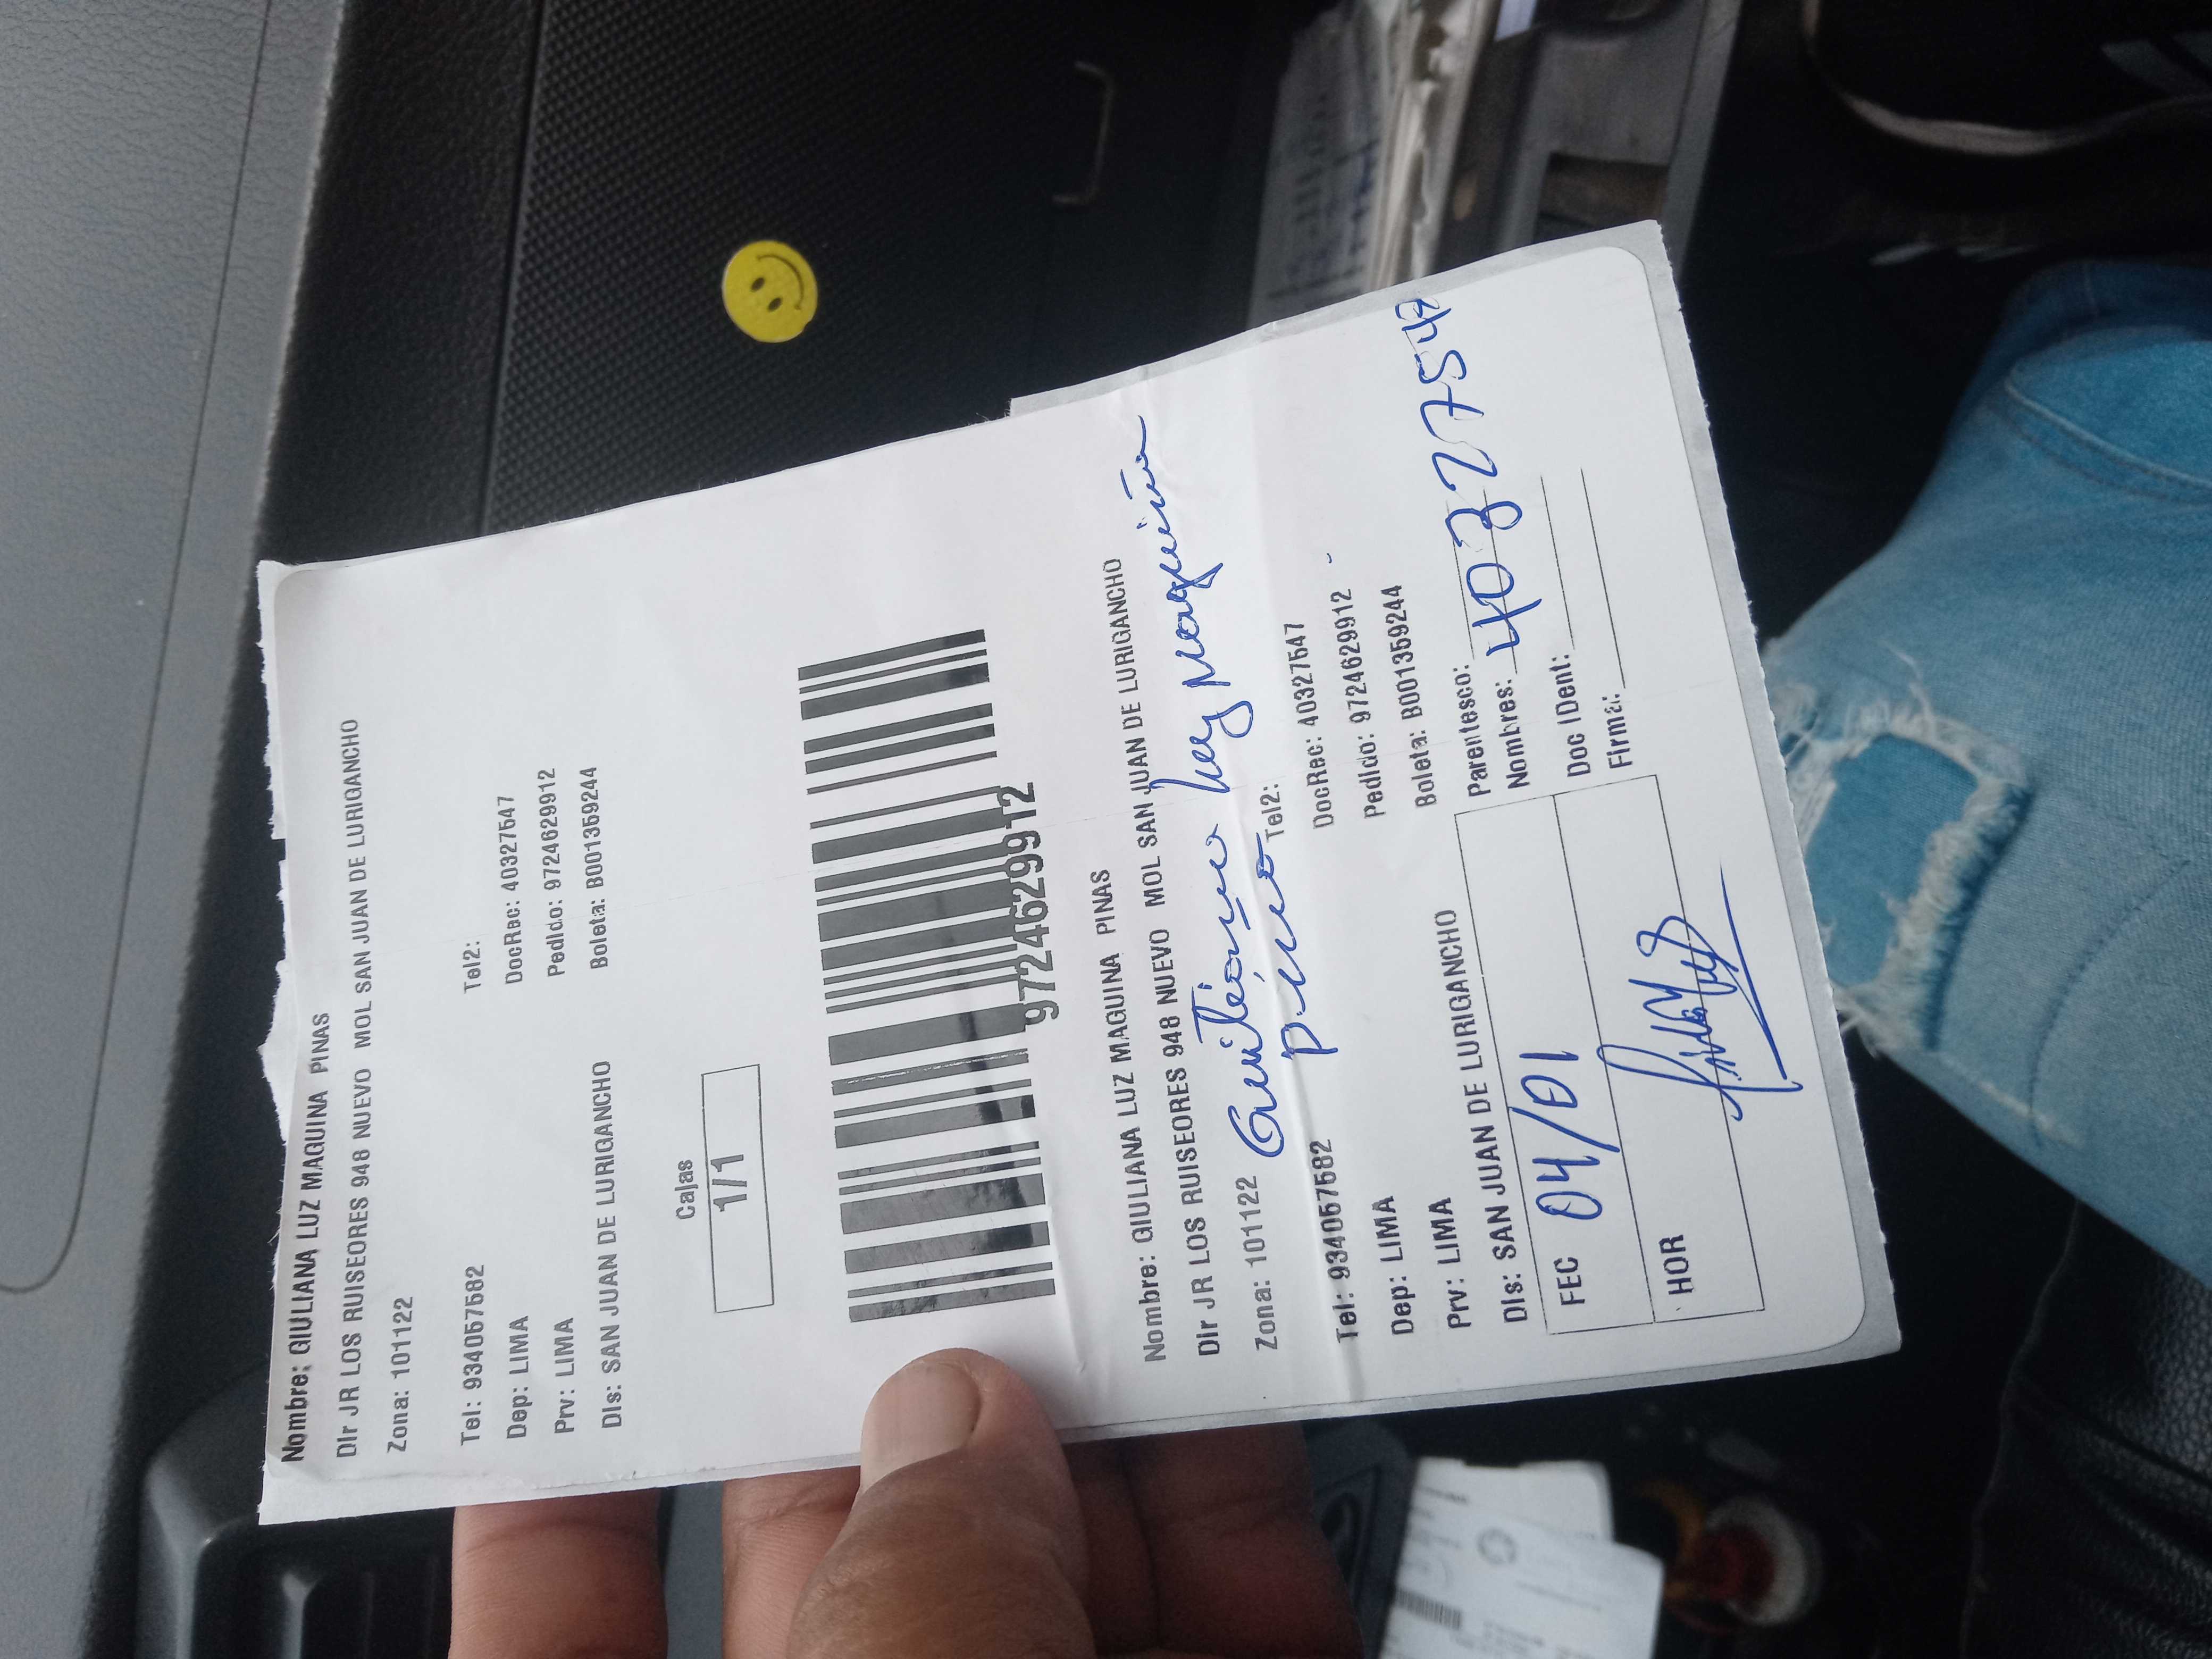 Nombre: GIULIANA LUZ MAQUINA PINAS
Dir JR LOS RUISEORES 948 NUEVO MOL SAN JUAN DE LURIGANCHO
Zona: 101122
Tel: 934057582 Tel2:
Dep: LIMA DocRec: 40327547
Prv: LIMA Pedido: 9724629912
Dis: SAN JUAN DE LURIGANCHO Boleta: B001359244
Cajas
1/1
9724629912
Nombre: GIULIANA LUZ MAQUINA PINAS
Dir JR LOS RUISEORES 948 NUEVO MOL SAN JUAN DE LURIGANCHO
Zona: 101122 Luz Maquiña
Tel: 934057582 Tel2:
Dep: LIMA DocRec: 40327547
Prv: LIMA Pedido: 9724629912
Dis: SAN JUAN DE LURIGANCHO Boleta: B001359244
FEC 04/01 Parentesco:
Nombres: 40327547
HOR Doc IDent:
Firma: